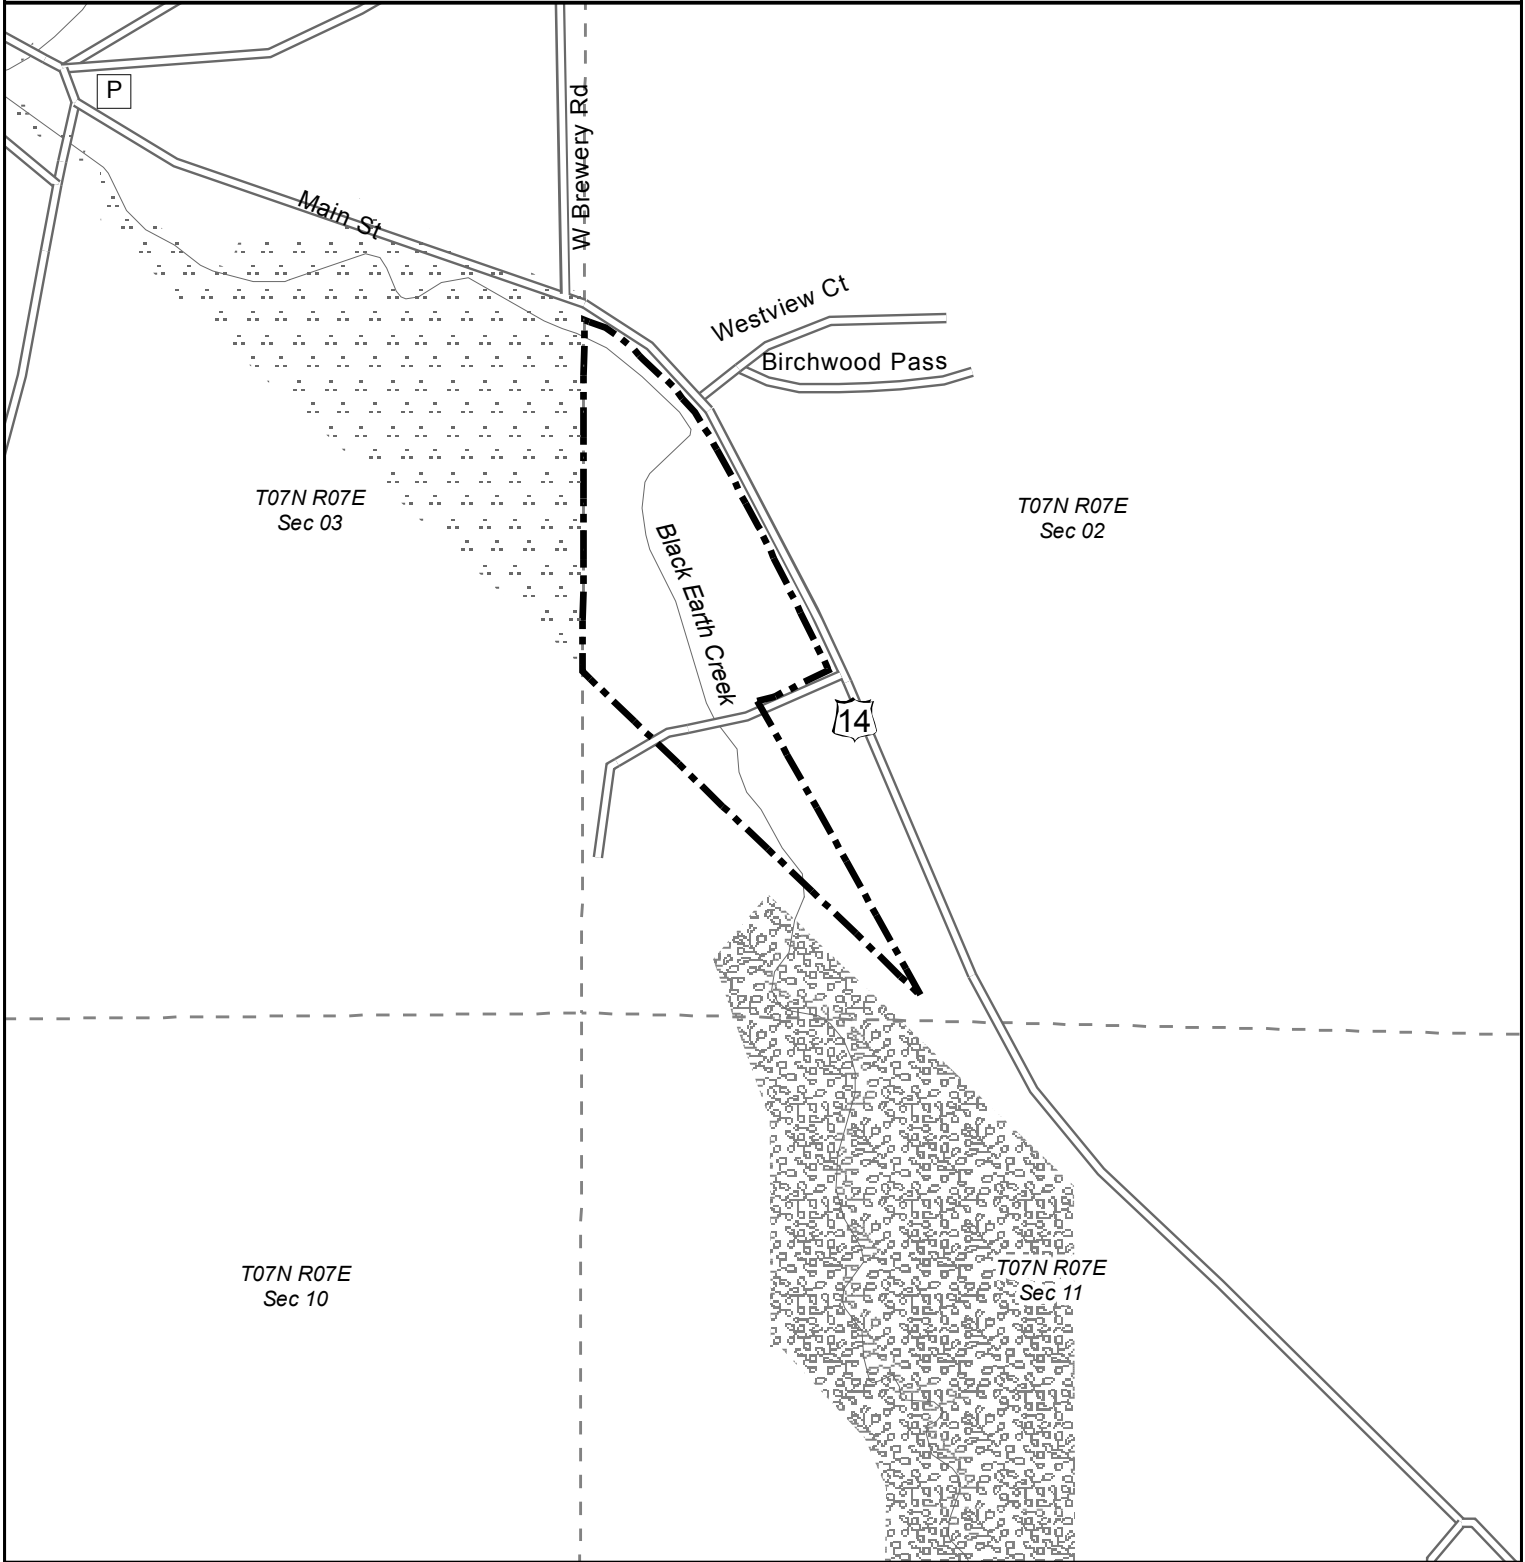 P
W Brewery Rd
Main St
Westview Ct
Birchwood Pass
T07N R07E
Sec 03
T07N R07E
Sec 02
Black Earth Creek
14
T07N R07E
Sec 10
T07N R07E
Sec 11